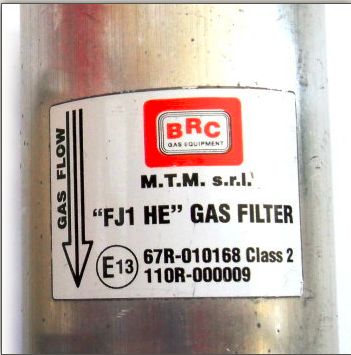 BRC
GAS EQUIPMENT
M.T.M. s.r.l.
"FJ1 HE" GAS FILTER
GAS FLOW
E13
67R-010168 Class 2
110R-000009